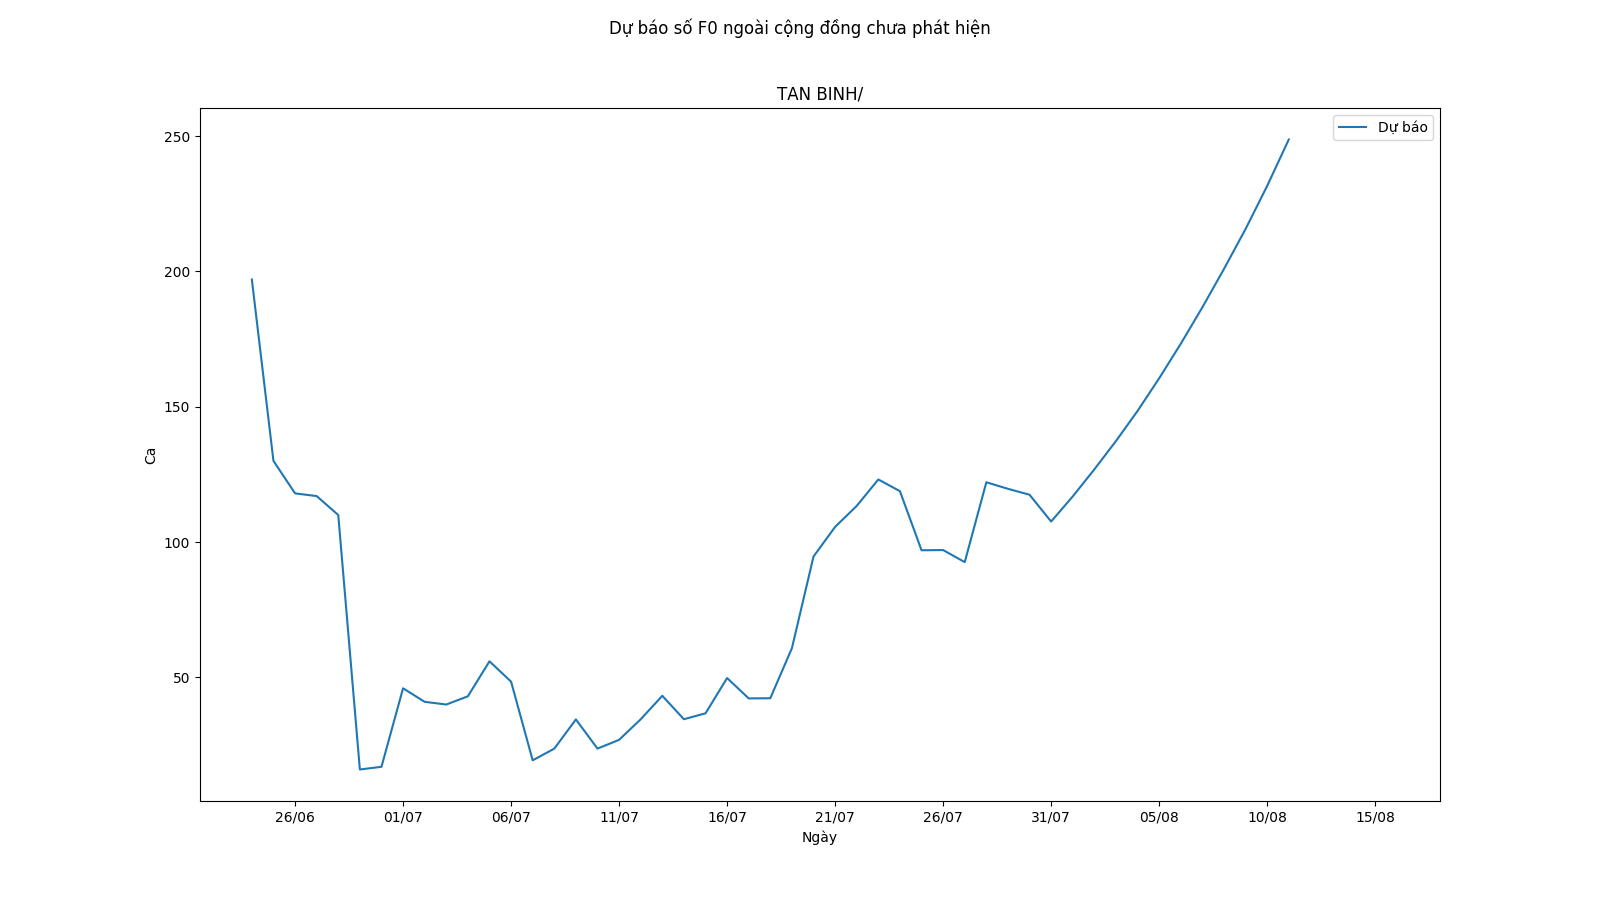 Dự báo số F0 ngoài cộng đồng chưa phát hiện
TAN BINH/
Dự báo
250
200
150
100
50
Ca
26/06 01/07 06/07 11/07 16/07 21/07 26/07 31/07 05/08 10/08 15/08
Ngày